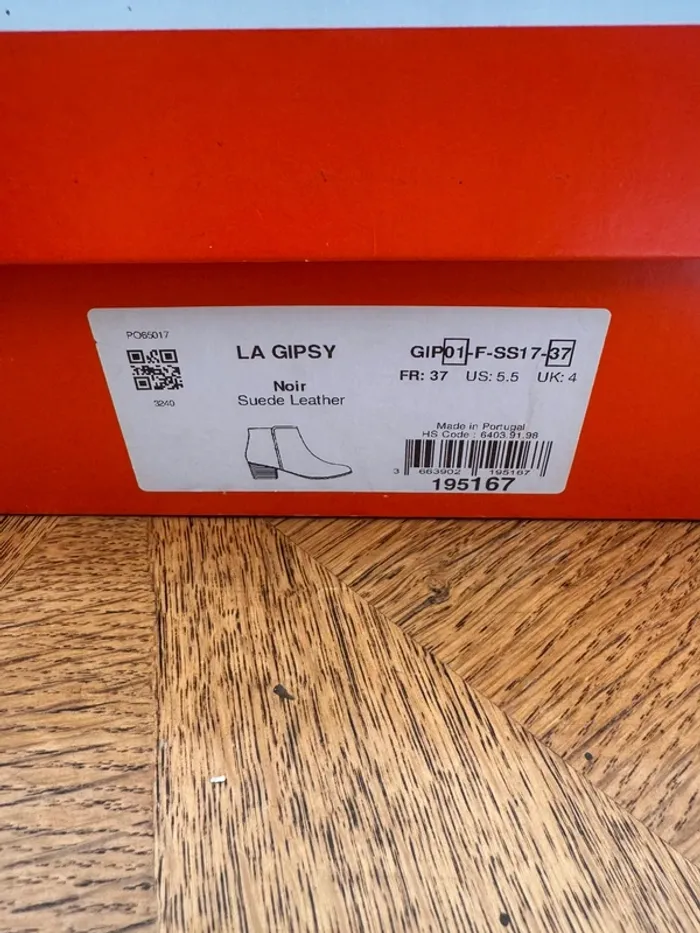 PO65017
3240
LA GIPSY
Noir
Suede Leather
GIP01-F-SS17-37
FR: 37 US: 5.5 UK: 4
Made in Portugal
HS Code : 6403.91.98
3 663902 195167
195167